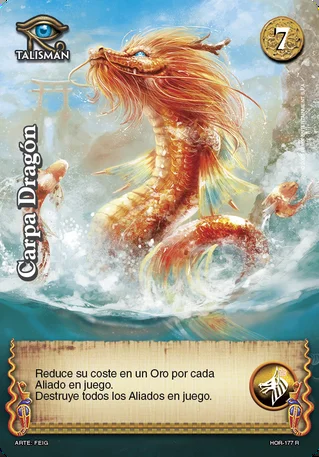 TALISMÁN
7
Carpa Dragón
Reduce su coste en un Oro por cada
Aliado en juego.
Destruye todos los Aliados en juego.
ARTE: FEIG
HOR-177 R